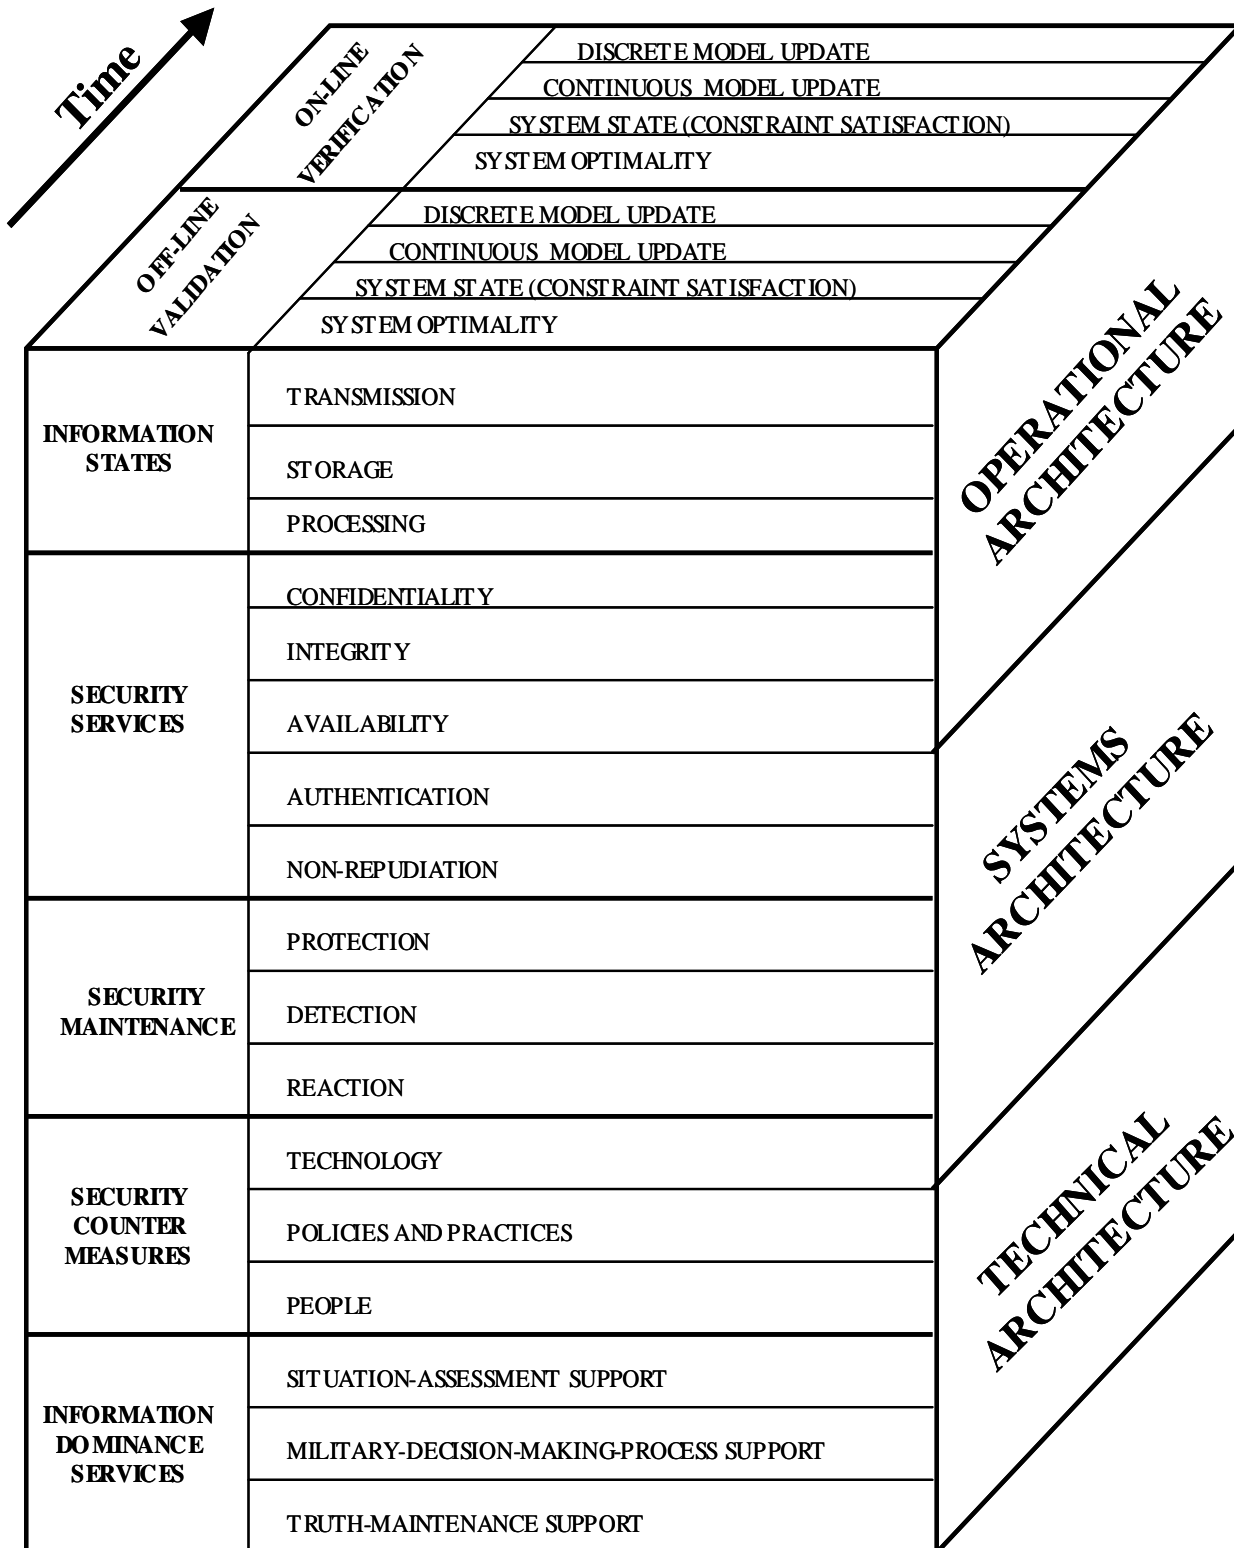 Time
ON-LINE
VERIFICATION
DISCRETE MODEL UPDATE
CONTINUOUS MODEL UPDATE
SYSTEM STATE (CONSTRAINT SATISFACTION)
SYSTEM OPTIMALITY
OFF-LINE
VALIDATION
DISCRETE MODEL UPDATE
CONTINUOUS MODEL UPDATE
SYSTEM STATE (CONSTRAINT SATISFACTION)
SYSTEM OPTIMALITY
INFORMATION
STATES
TRANSMISSION
STORAGE
PROCESSING
SECURITY
SERVICES
CONFIDENTIALITY
INTEGRITY
AVAILABILITY
AUTHENTICATION
NON-REPUDIATION
SECURITY
MAINTENANCE
PROTECTION
DETECTION
REACTION
SECURITY
COUNTER
MEASURES
TECHNOLOGY
POLICIES AND PRACTICES
PEOPLE
INFORMATION
DOMINANCE
SERVICES
SITUATION-ASSESSMENT SUPPORT
MILITARY-DECISION-MAKING-PROCESS SUPPORT
TRUTH-MAINTENANCE SUPPORT
OPERATIONAL
ARCHITECTURE
SYSTEMS
ARCHITECTURE
TECHNICAL
ARCHITECTURE